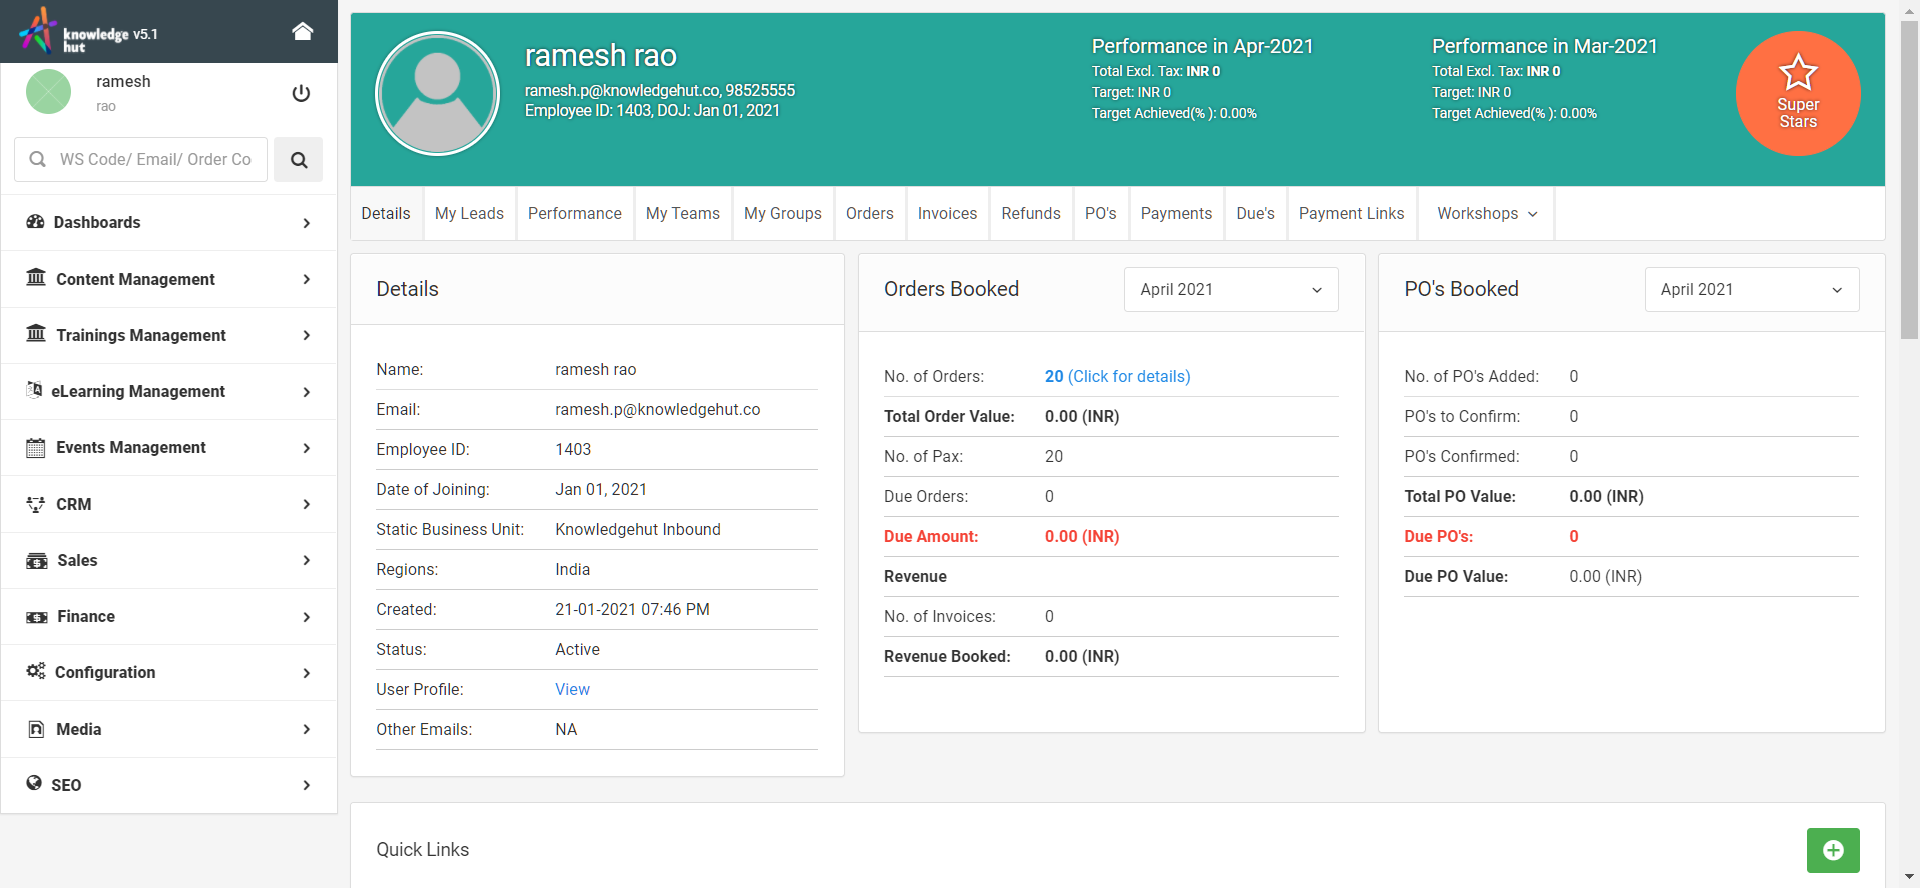 knowledge hut v5.1
ramesh
rao
WS Code/ Email/ Order Co
Dashboards
Content Management
Trainings Management
eLearning Management
Events Management
CRM
Sales
Finance
Configuration
Media
SEO
ramesh rao
ramesh.p@knowledgehut.co, 98525555
Employee ID: 1403, DOJ: Jan 01, 2021
Performance in Apr-2021
Total Excl. Tax: INR 0
Target: INR 0
Target Achieved(% ): 0.00%
Performance in Mar-2021
Total Excl. Tax: INR 0
Target: INR 0
Target Achieved(% ): 0.00%
Super
Stars
Details My Leads Performance My Teams My Groups Orders Invoices Refunds PO's Payments Due's Payment Links Workshops
Details
Name: ramesh rao
Email: ramesh.p@knowledgehut.co
Employee ID: 1403
Date of Joining: Jan 01, 2021
Static Business Unit: Knowledgehut Inbound
Regions: India
Created: 21-01-2021 07:46 PM
Status: Active
User Profile: View
Other Emails: NA
Orders Booked April 2021
No. of Orders: 20 (Click for details)
Total Order Value: 0.00 (INR)
No. of Pax: 20
Due Orders: 0
Due Amount: 0.00 (INR)
Revenue
No. of Invoices: 0
Revenue Booked: 0.00 (INR)
PO's Booked April 2021
No. of PO's Added: 0
PO's to Confirm: 0
PO's Confirmed: 0
Total PO Value: 0.00 (INR)
Due PO's: 0
Due PO Value: 0.00 (INR)
Quick Links